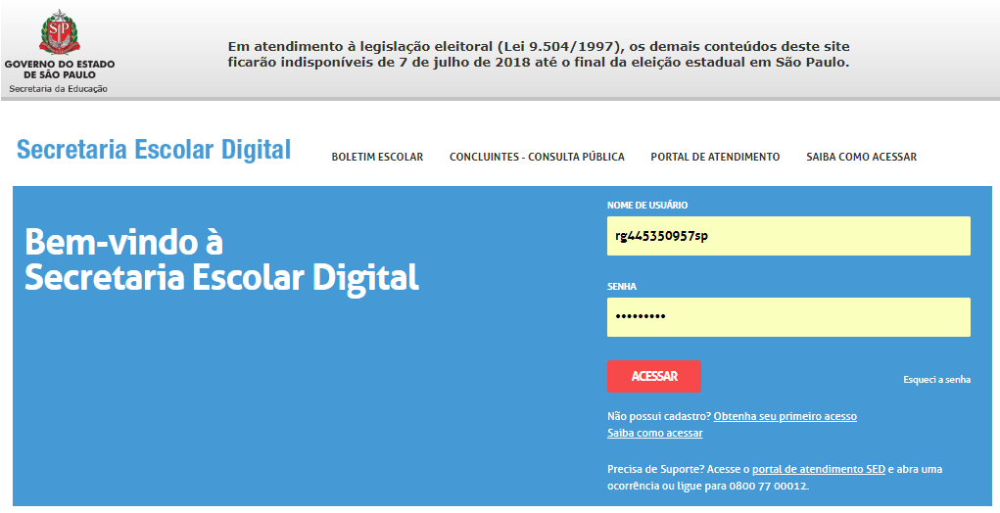 SP
GOVERNO DO ESTADO
DE SÃO PAULO
Secretaria da Educação
Em atendimento à legislação eleitoral (Lei 9.504/1997), os demais conteúdos deste site
ficarão indisponíveis de 7 de julho de 2018 até o final da eleição estadual em São Paulo.
Secretaria Escolar Digital
BOLETIM ESCOLAR
CONCLUINTES - CONSULTA PÚBLICA
PORTAL DE ATENDIMENTO
SAIBA COMO ACESSAR
Bem-vindo à
Secretaria Escolar Digital
NOME DE USUÁRIO
rg445350957sp
SENHA
•••••••••
ACESSAR
Esqueci a senha
Não possui cadastro? Obtenha seu primeiro acesso
Saiba como acessar
Precisa de Suporte? Acesse o portal de atendimento SED e abra uma
ocorrência ou ligue para 0800 77 00012.